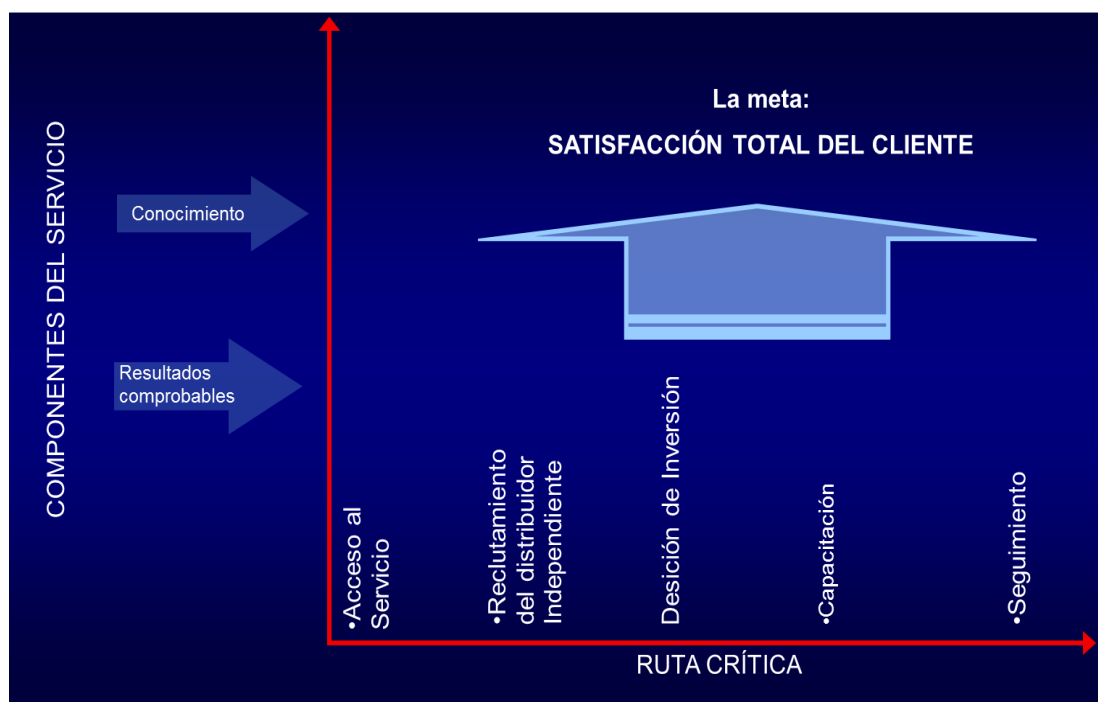 La meta:
SATISFACCIÓN TOTAL DEL CLIENTE
COMPONENTES DEL SERVICIO
Conocimiento
Resultados
comprobables
•Acceso al
Servicio
•Reclutamiento
del distribuidor
Independiente
Desición de Inversión
•Capacitación
•Seguimiento
RUTA CRÍTICA